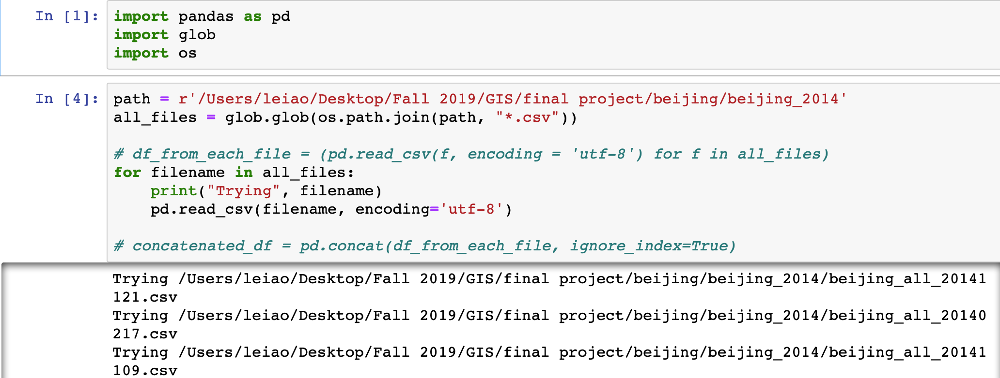 In [1]:
import pandas as pd
import glob
import os
In [4]:
path = r'/Users/leiao/Desktop/Fall 2019/GIS/final project/beijing/beijing_2014'
all_files = glob.glob(os.path.join(path, "*.csv"))
# df_from_each_file = (pd.read_csv(f, encoding = 'utf-8') for f in all_files)
for filename in all_files:
    print("Trying", filename)
    pd.read_csv(filename, encoding='utf-8')
# concatenated_df = pd.concat(df_from_each_file, ignore_index=True)
Trying /Users/leiao/Desktop/Fall 2019/GIS/final project/beijing/beijing_2014/beijing_all_20141
121.csv
Trying /Users/leiao/Desktop/Fall 2019/GIS/final project/beijing/beijing_2014/beijing_all_20140
217.csv
Trying /Users/leiao/Desktop/Fall 2019/GIS/final project/beijing/beijing_2014/beijing_all_20141
109.csv